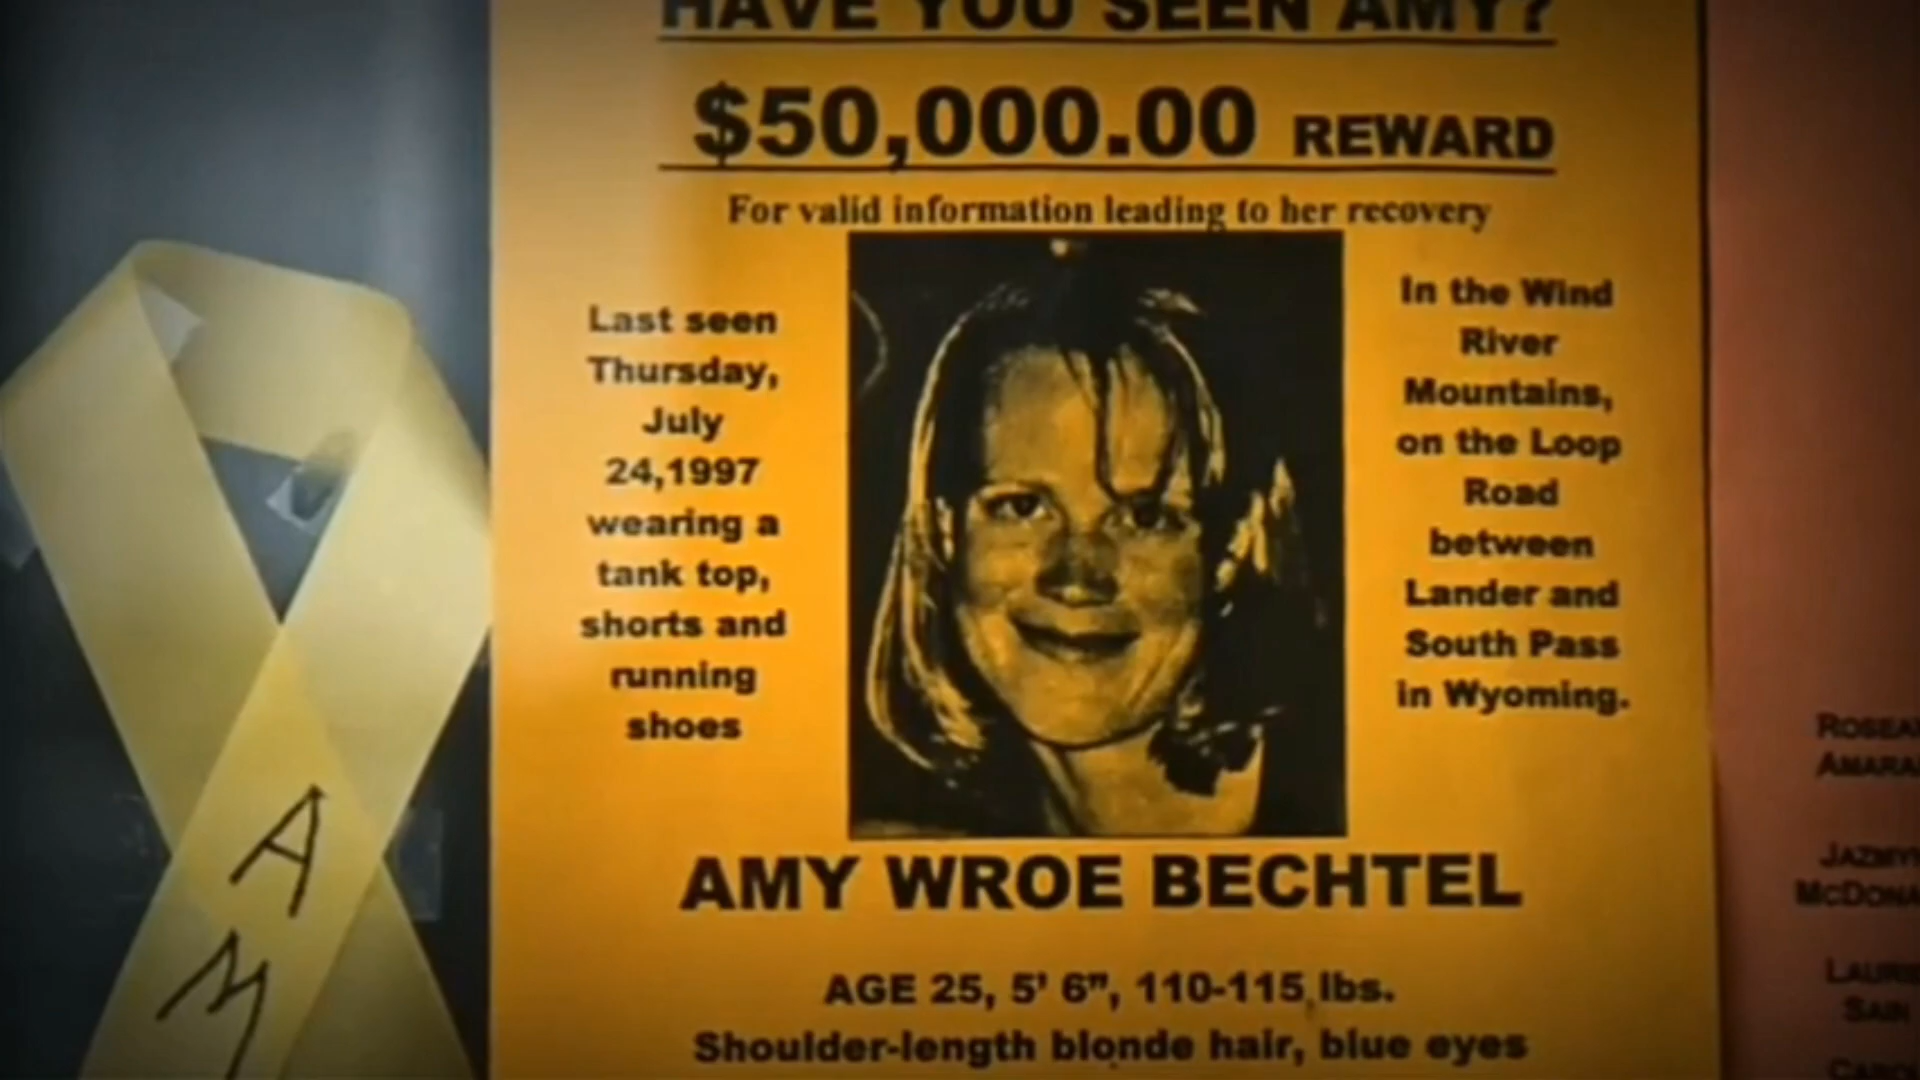 HAVE YOU SEEN AMY?
$50,000.00 REWARD
For valid information leading to her recovery
Last seen
Thursday,
July
24,1997
wearing a
tank top,
shorts and
running
shoes
In the Wind
River
Mountains,
on the Loop
Road
between
Lander and
South Pass
in Wyoming.
AMY WROE BECHTEL
AGE 25, 5' 6", 110-115 lbs.
Shoulder-length blonde hair, blue eyes
A
M
SAIN